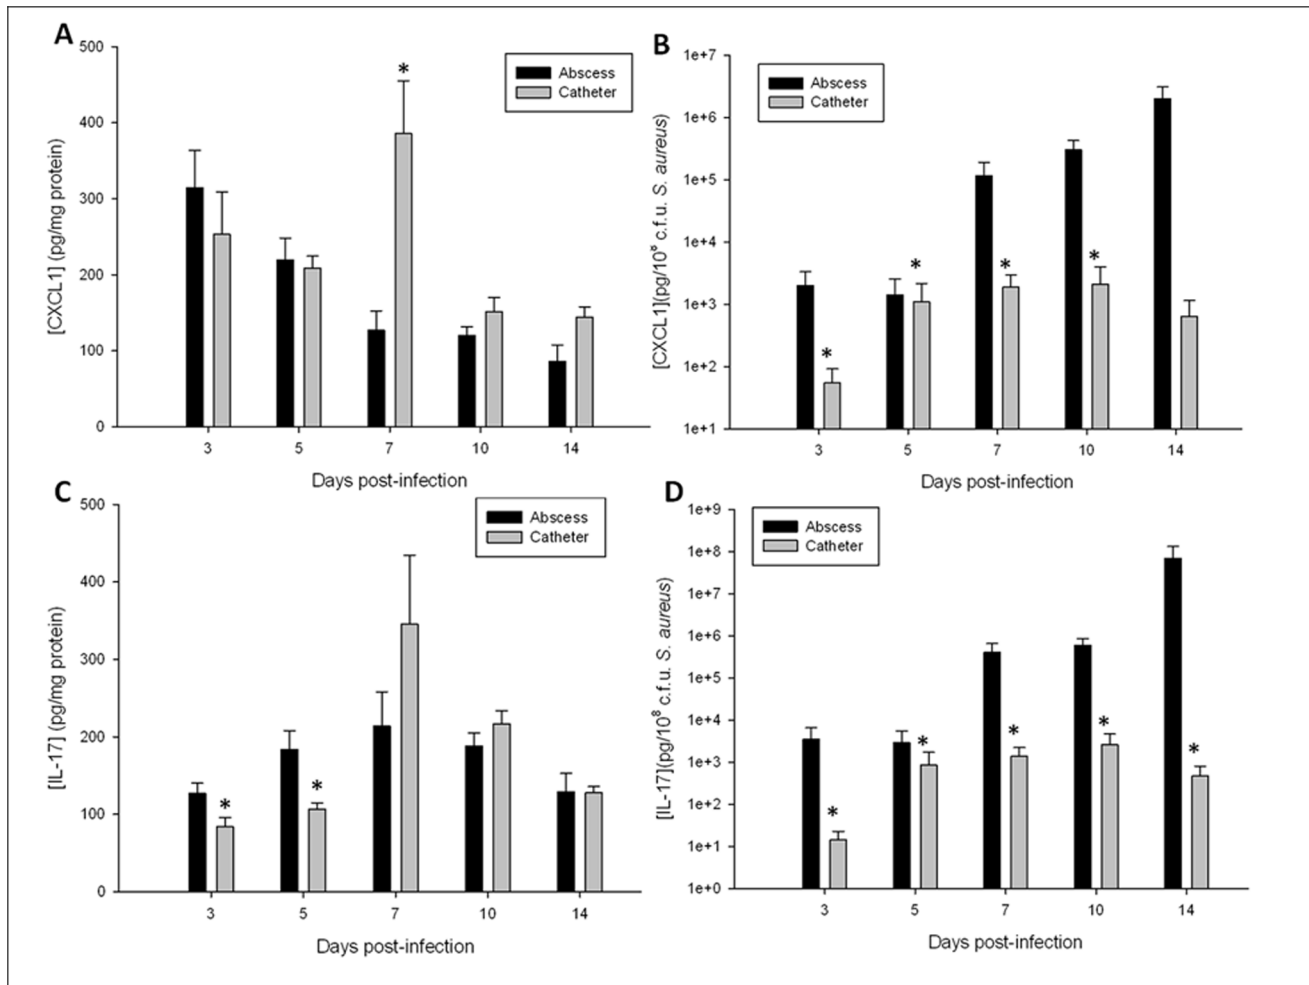 A
500
400
300
200
100
0
[CXCL1] (pg/mg protein)
Abscess
Catheter
*
3 5 7 10 14
Days post-infection
B
1e+7
1e+6
1e+5
1e+4
1e+3
1e+2
1e+1
[CXCL1](pg/10⁸ c.f.u. S. aureus)
Abscess
Catheter
* * * *
3 5 7 10 14
Days post-infection
C
500
400
300
200
100
0
[IL-17] (pg/mg protein)
Abscess
Catheter
* *
3 5 7 10 14
Days post-infection
D
1e+9
1e+8
1e+7
1e+6
1e+5
1e+4
1e+3
1e+2
1e+1
1e+0
[IL-17](pg/10⁸ c.f.u. S. aureus)
Abscess
Catheter
* * * * *
3 5 7 10 14
Days post-infection